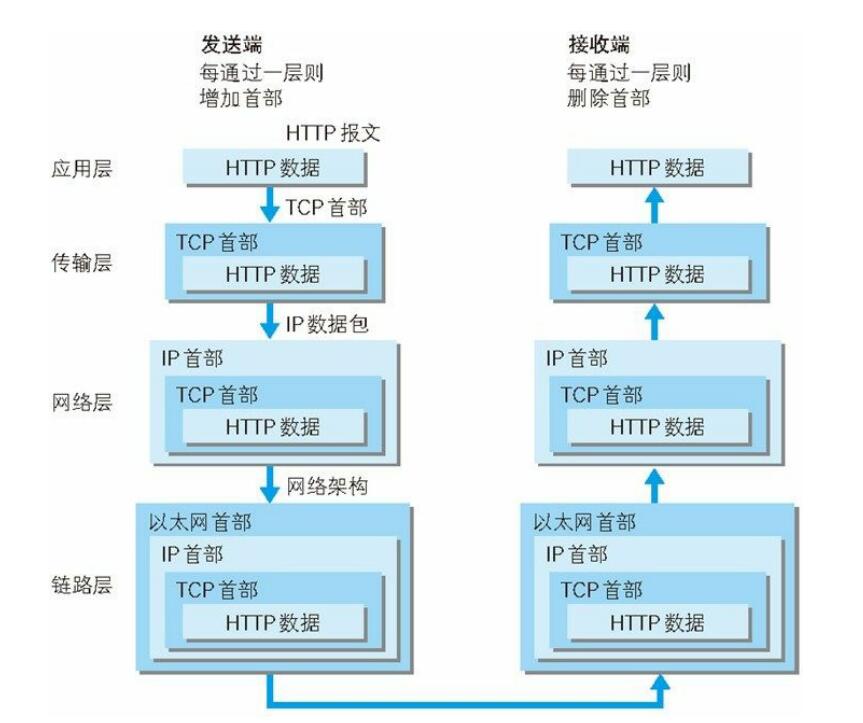 发送端
每通过一层则
增加首部
接收端
每通过一层则
删除首部
HTTP 报文
应用层
HTTP 数据
HTTP 数据
TCP 首部
传输层
TCP 首部
HTTP 数据
TCP 首部
HTTP 数据
IP 数据包
网络层
IP 首部
TCP 首部
HTTP 数据
IP 首部
TCP 首部
HTTP 数据
网络架构
链路层
以太网首部
IP 首部
TCP 首部
HTTP 数据
以太网首部
IP 首部
TCP 首部
HTTP 数据